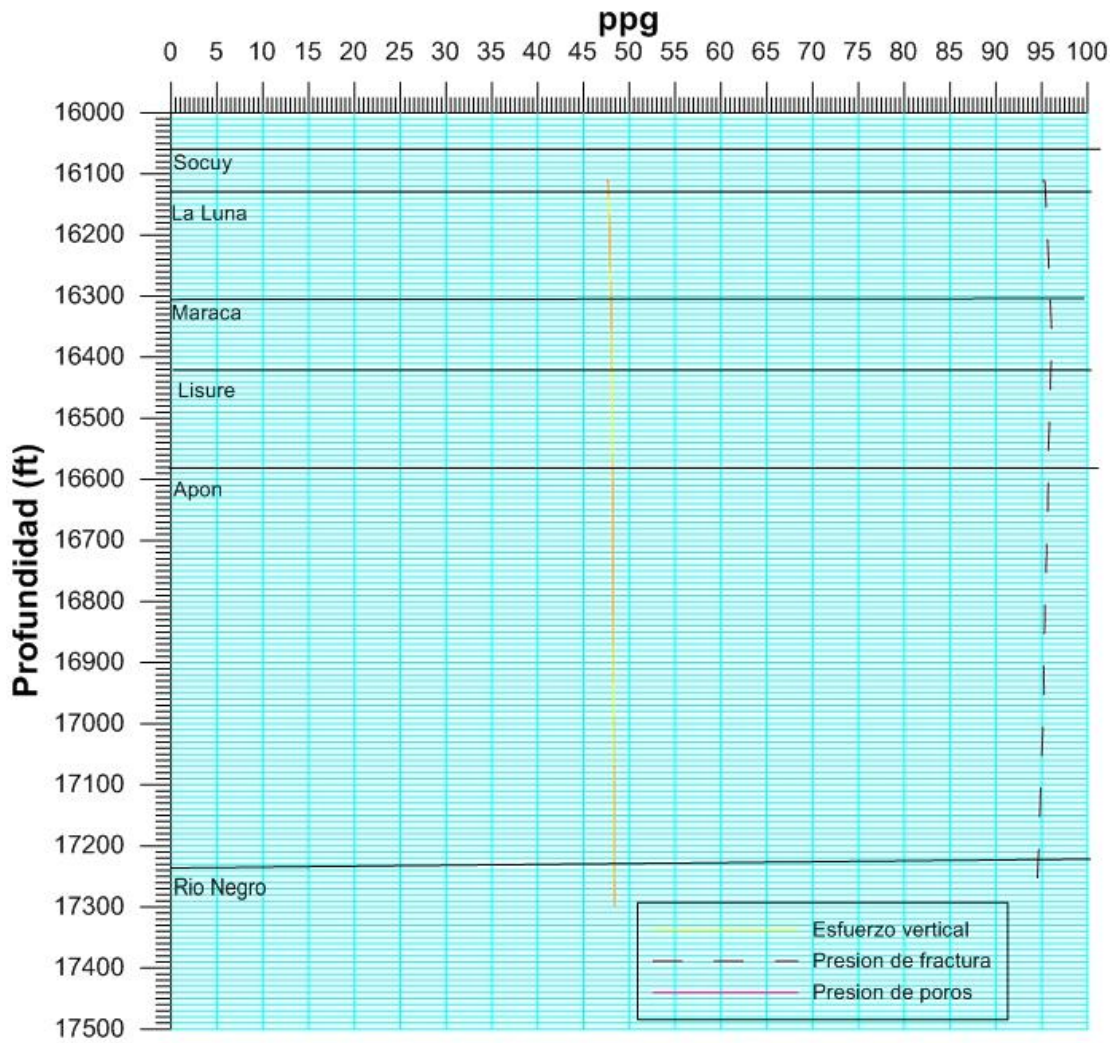 ppg
0 5 10 15 20 25 30 35 40 45 50 55 60 65 70 75 80 85 90 95 100
Profundidad (ft)
16000
Socuy
16100
La Luna
16200
16300
Maraca
16400
Lisure
16500
16600
Apon
16700
16800
16900
17000
17100
17200
Rio Negro
17300
Esfuerzo vertical
17400
Presion de fractura
Presion de poros
17500